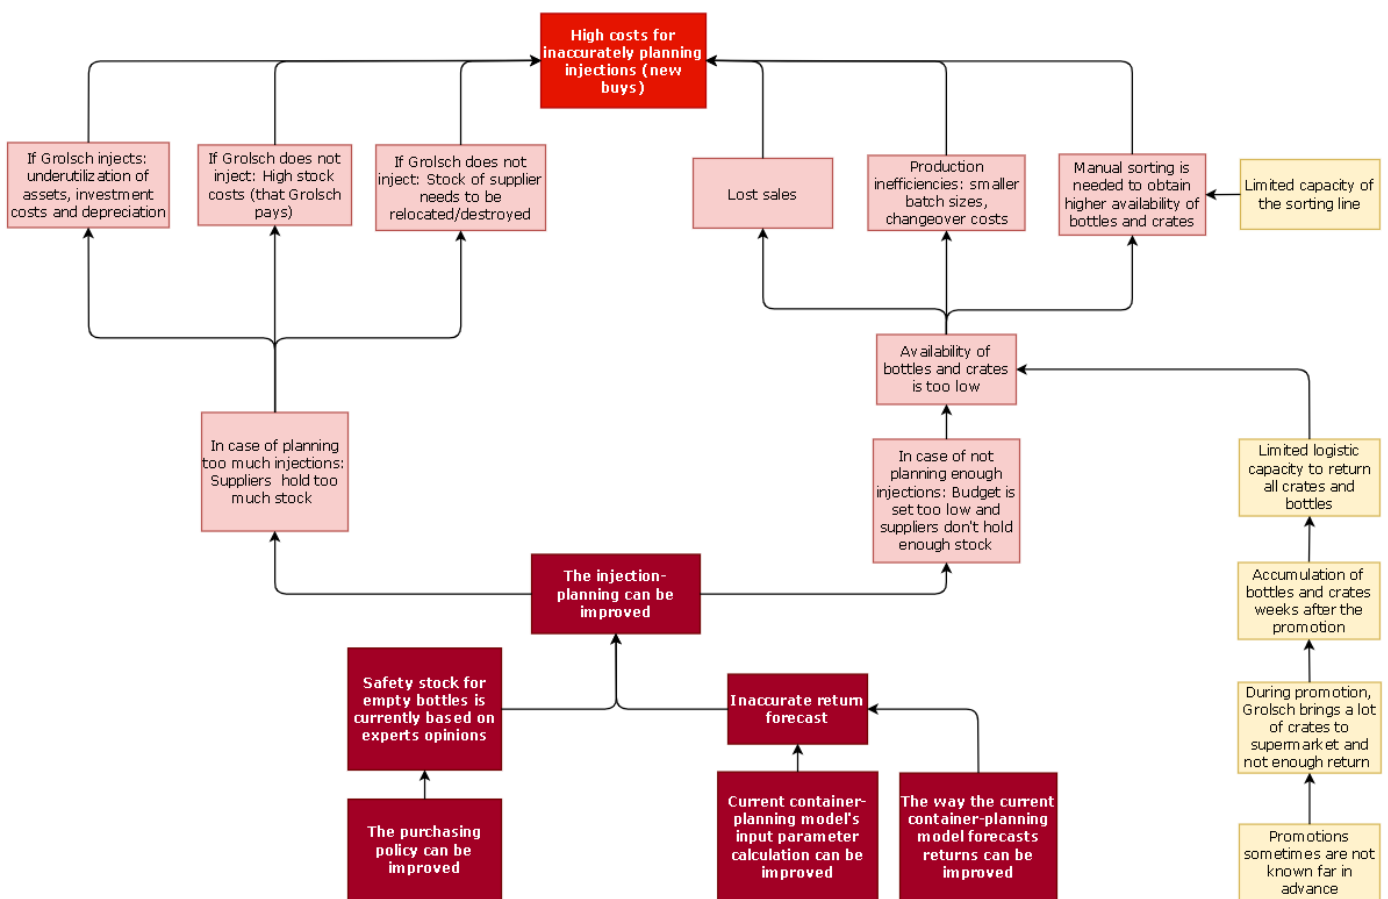 High costs for
inaccurately planning
injections (new
buys)
If Grolsch injects:
underutilization of
assets, investment
costs and depreciation
If Grolsch does not
inject: High stock
costs (that Grolsch
pays)
If Grolsch does not
inject: Stock of supplier
needs to be
relocated/destroyed
Lost sales
Production
inefficiencies: smaller
batch sizes,
changeover costs
Manual sorting is
needed to obtain
higher availability of
bottles and crates
Limited capacity of
the sorting line
Availability of
bottles and crates
is too low
In case of planning
too much injections:
Suppliers hold too
much stock
In case of not
planning enough
injections: Budget is
set too low and
suppliers don't hold
enough stock
Limited logistic
capacity to return
all crates and
bottles
The injection-
planning can be
improved
Accumulation of
bottles and crates
weeks after the
promotion
Safety stock for
empty bottles is
currently based on
experts opinions
Inaccurate return
forecast
During promotion,
Grolsch brings a lot
of crates to
supermarket and
not enough return
The purchasing
policy can be
improved
Current container-
planning model's
input parameter
calculation can be
improved
The way the current
container-planning
model forecasts
returns can be
improved
Promotions
sometimes are not
known far in
advance